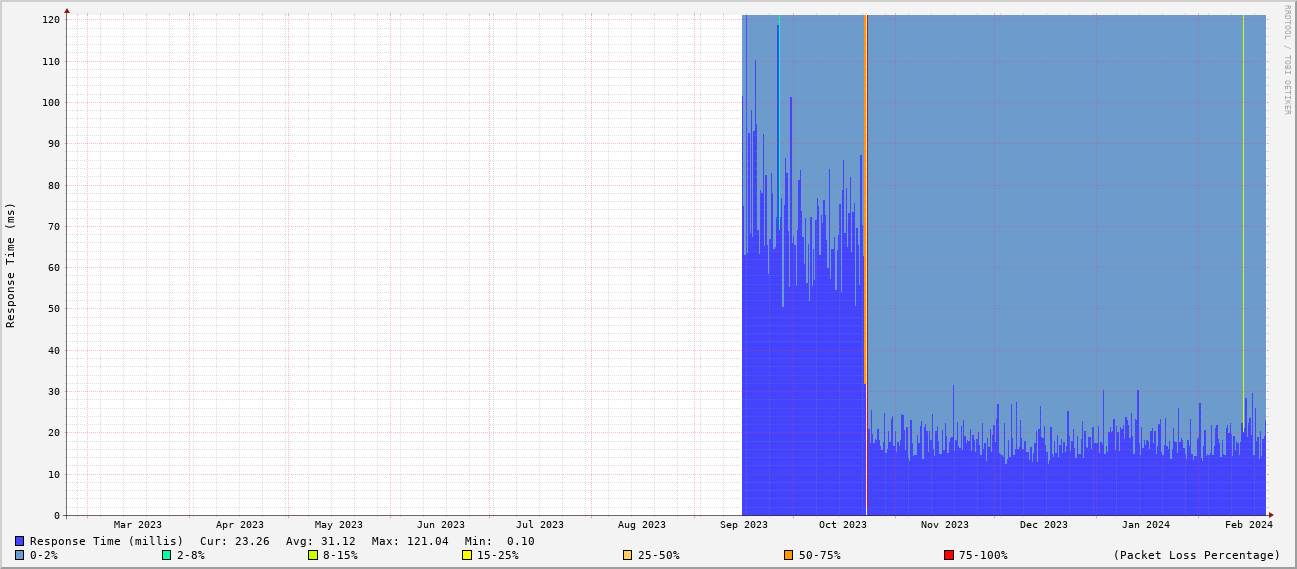 RRDTOOL / TOBI OETIKER
Response Time (ms)
120
110
100
90
80
70
60
50
40
30
20
10
0
Mar 2023 Apr 2023 May 2023 Jun 2023 Jul 2023 Aug 2023 Sep 2023 Oct 2023 Nov 2023 Dec 2023 Jan 2024 Feb 2024
Response Time (millis) Cur: 23.26 Avg: 31.12 Max: 121.04 Min: 0.10
0-2% 2-8% 8-15% 15-25% 25-50% 50-75% 75-100% (Packet Loss Percentage)